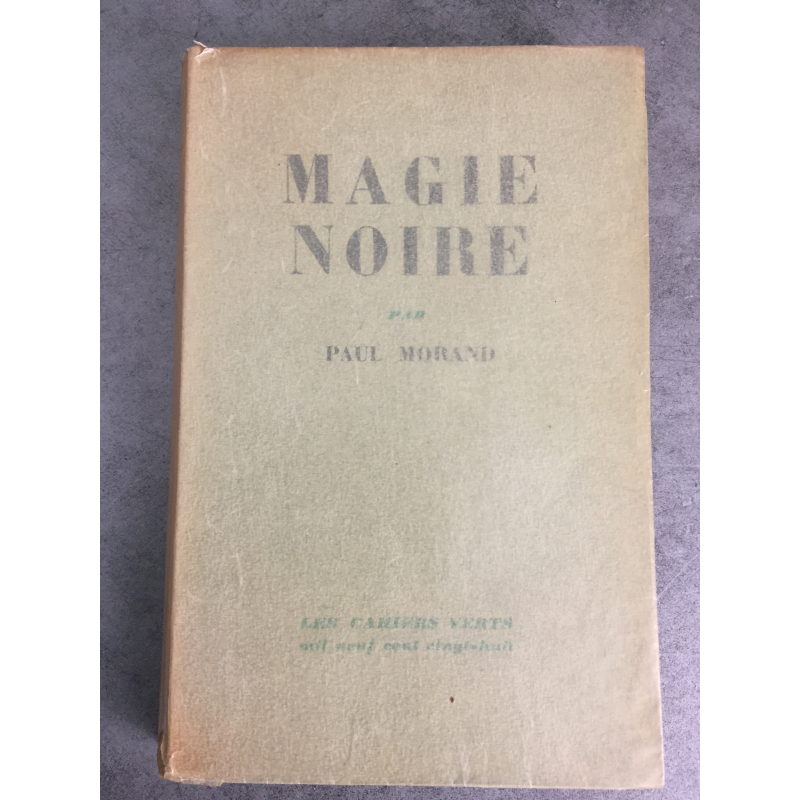 MAGIE
NOIRE
PAR
PAUL MORAND
LES CAHIERS VERTS
mil neuf cent vingt-huit